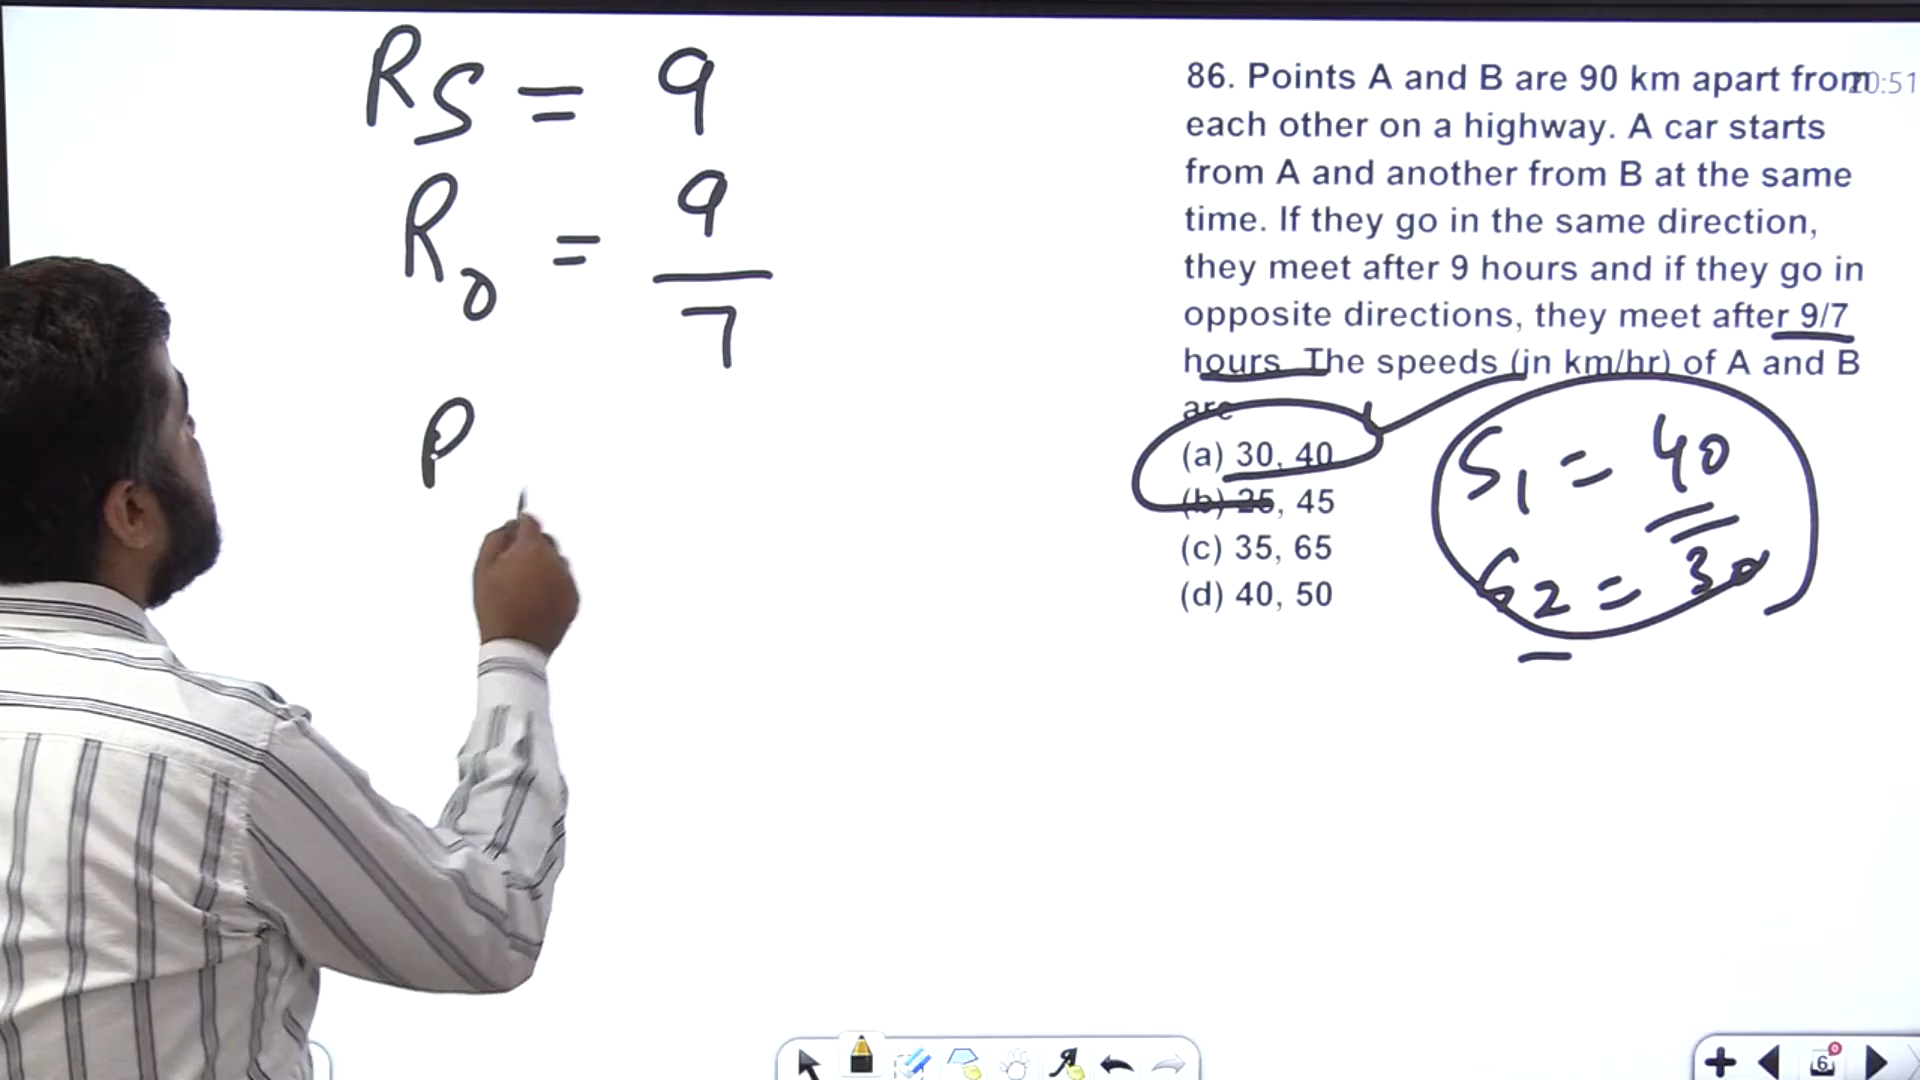 RS = 9
RO = 9/7
P
86. Points A and B are 90 km apart from
20:51
each other on a highway. A car starts
from A and another from B at the same
time. If they go in the same direction,
they meet after 9 hours and if they go in
opposite directions, they meet after 9/7
hours. The speeds (in km/hr) of A and B
are
(a) 30, 40
(b) 25, 45
(c) 35, 65
(d) 40, 50
S1 = 40
S2 = 30
6